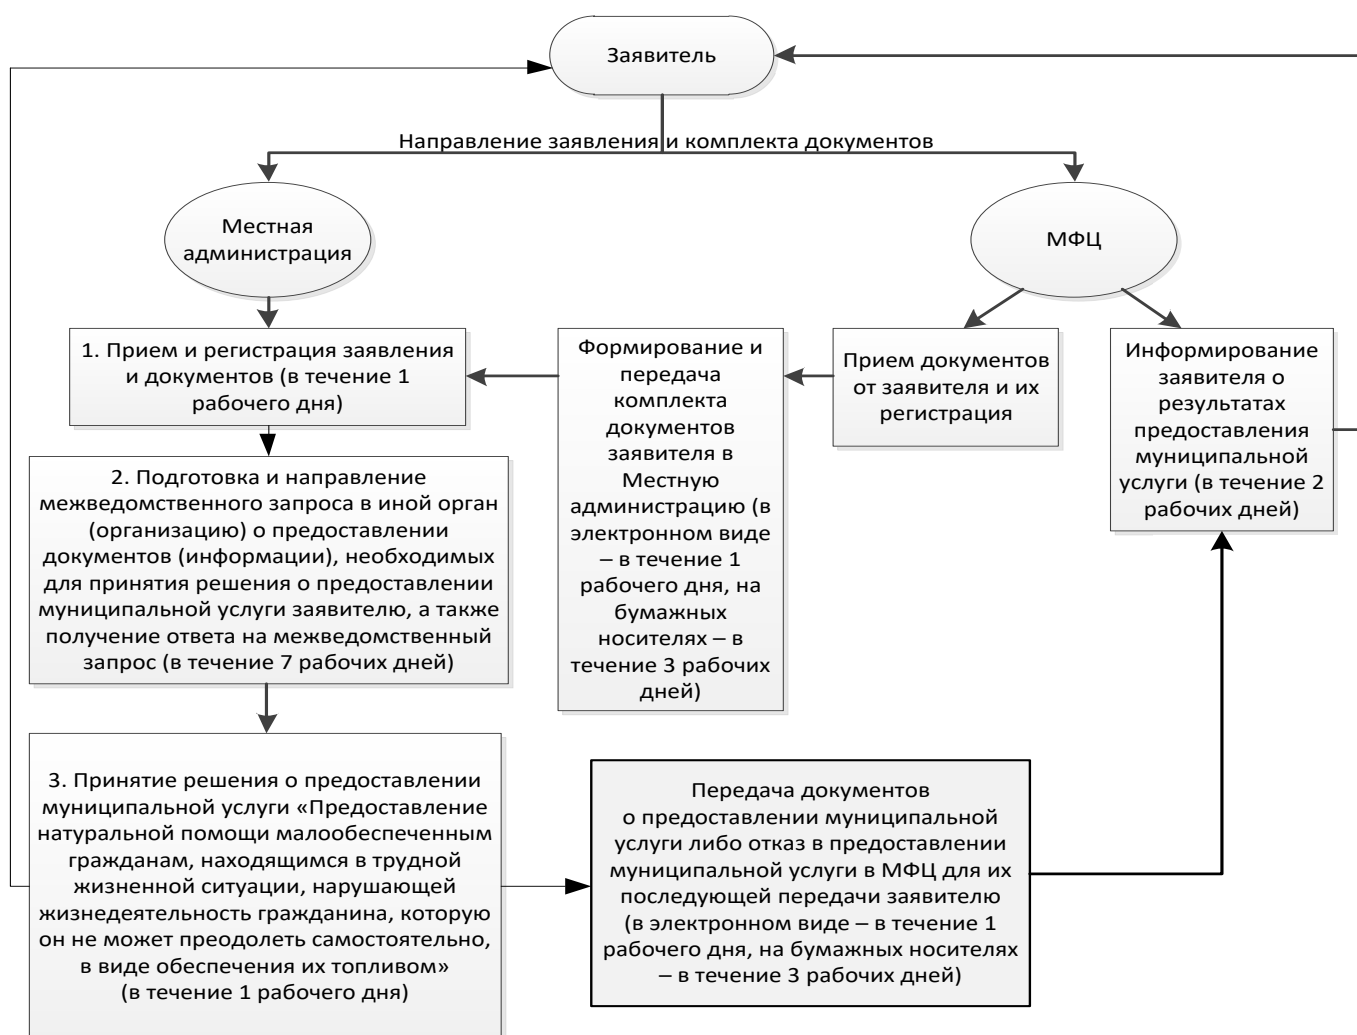 Заявитель
Направление заявления и комплекта документов
Местная
администрация
МФЦ
1. Прием и регистрация заявления
и документов (в течение 1
рабочего дня)
Формирование и
передача
комплекта
документов
заявителя в
Местную
администрацию (в
электронном виде
– в течение 1
рабочего дня, на
бумажных
носителях – в
течение 3 рабочих
дней)
Прием документов
от заявителя и их
регистрация
Информирование
заявителя о
результатах
предоставления
муниципальной
услуги (в течение 2
рабочих дней)
2. Подготовка и направление
межведомственного запроса в иной орган
(организацию) о предоставлении
документов (информации), необходимых
для принятия решения о предоставлении
муниципальной услуги заявителю, а также
получение ответа на межведомственный
запрос (в течение 7 рабочих дней)
3. Принятие решения о предоставлении
муниципальной услуги «Предоставление
натуральной помощи малообеспеченным
гражданам, находящимся в трудной
жизненной ситуации, нарушающей
жизнедеятельность гражданина, которую
он не может преодолеть самостоятельно,
в виде обеспечения их топливом»
(в течение 1 рабочего дня)
Передача документов
о предоставлении муниципальной
услуги либо отказ в предоставлении
муниципальной услуги в МФЦ для их
последующей передачи заявителю
(в электронном виде – в течение 1
рабочего дня, на бумажных носителях
– в течение 3 рабочих дней)